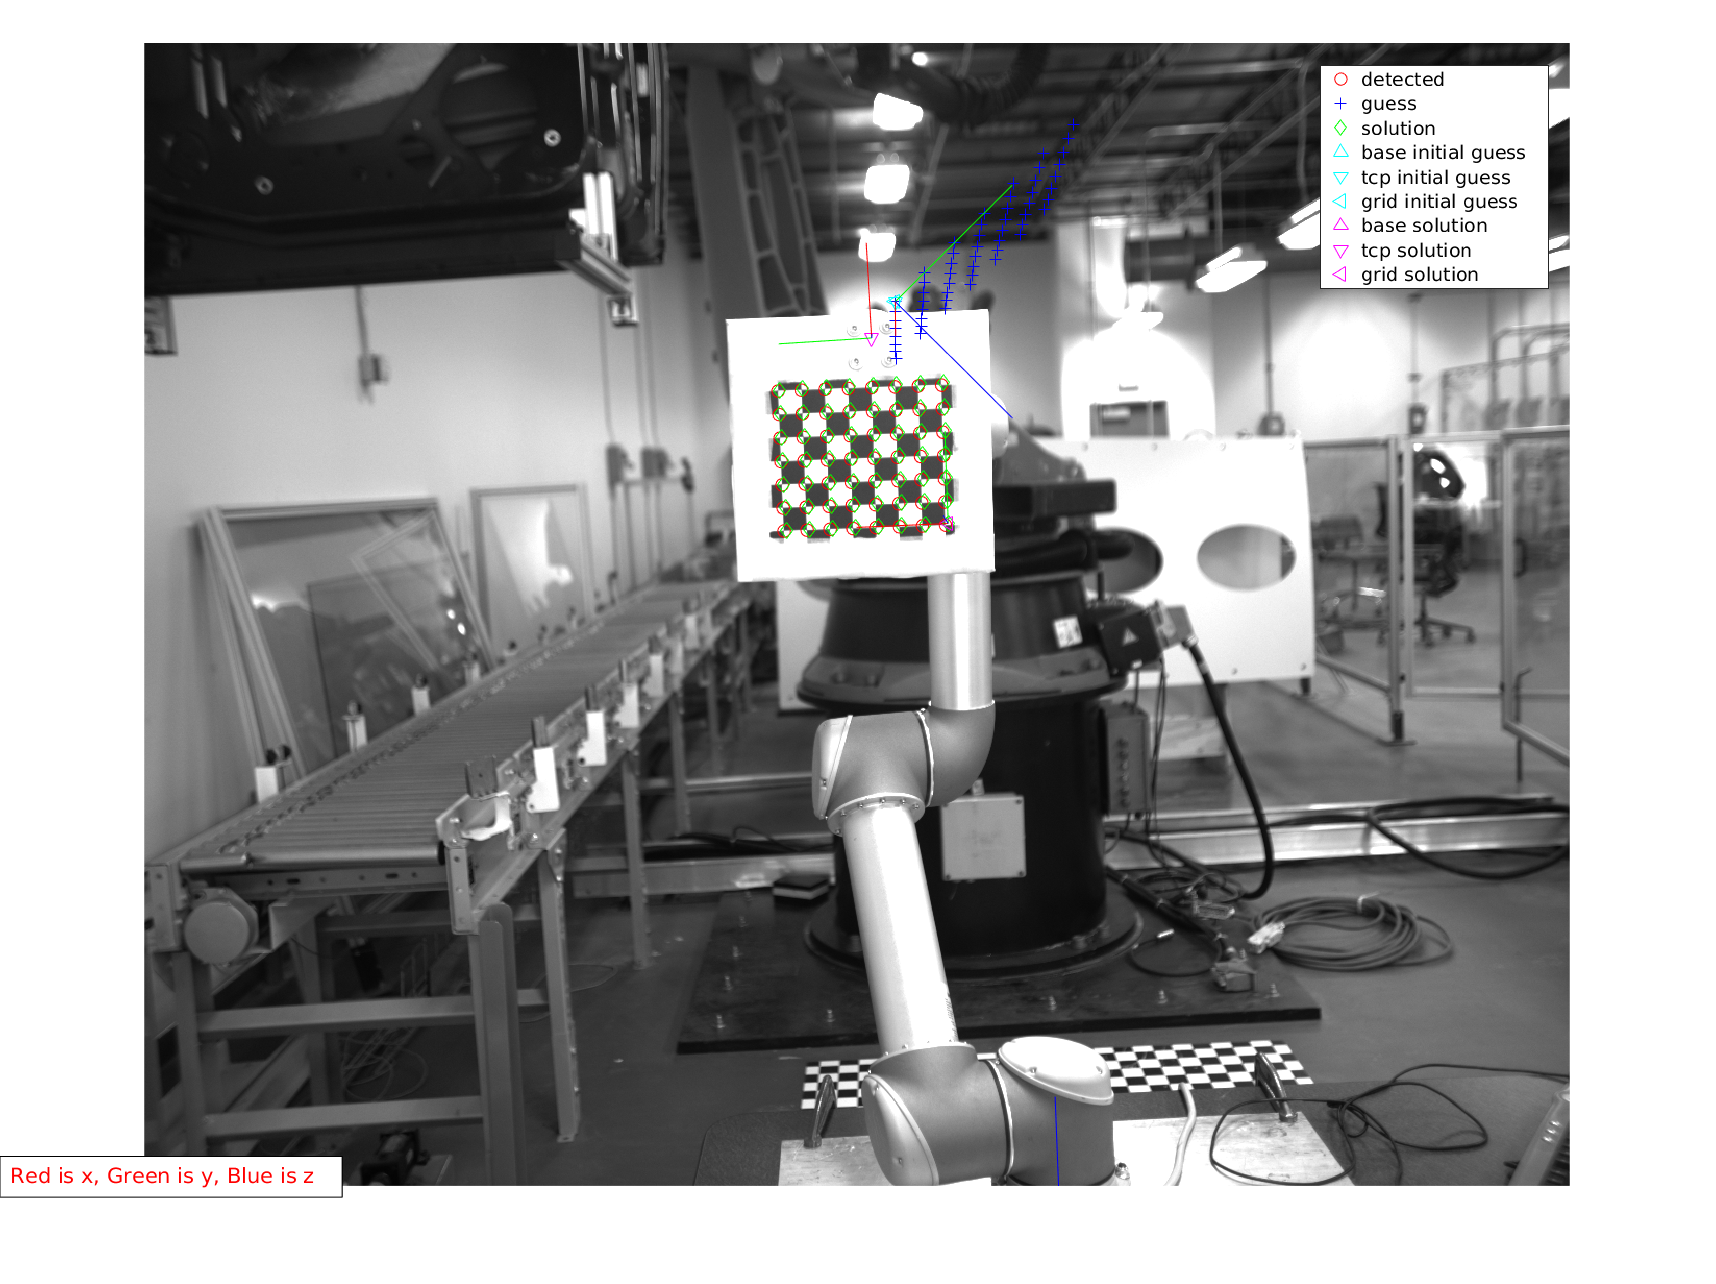 detected
guess
solution
base initial guess
tcp initial guess
grid initial guess
base solution
tcp solution
grid solution
Red is x, Green is y, Blue is z